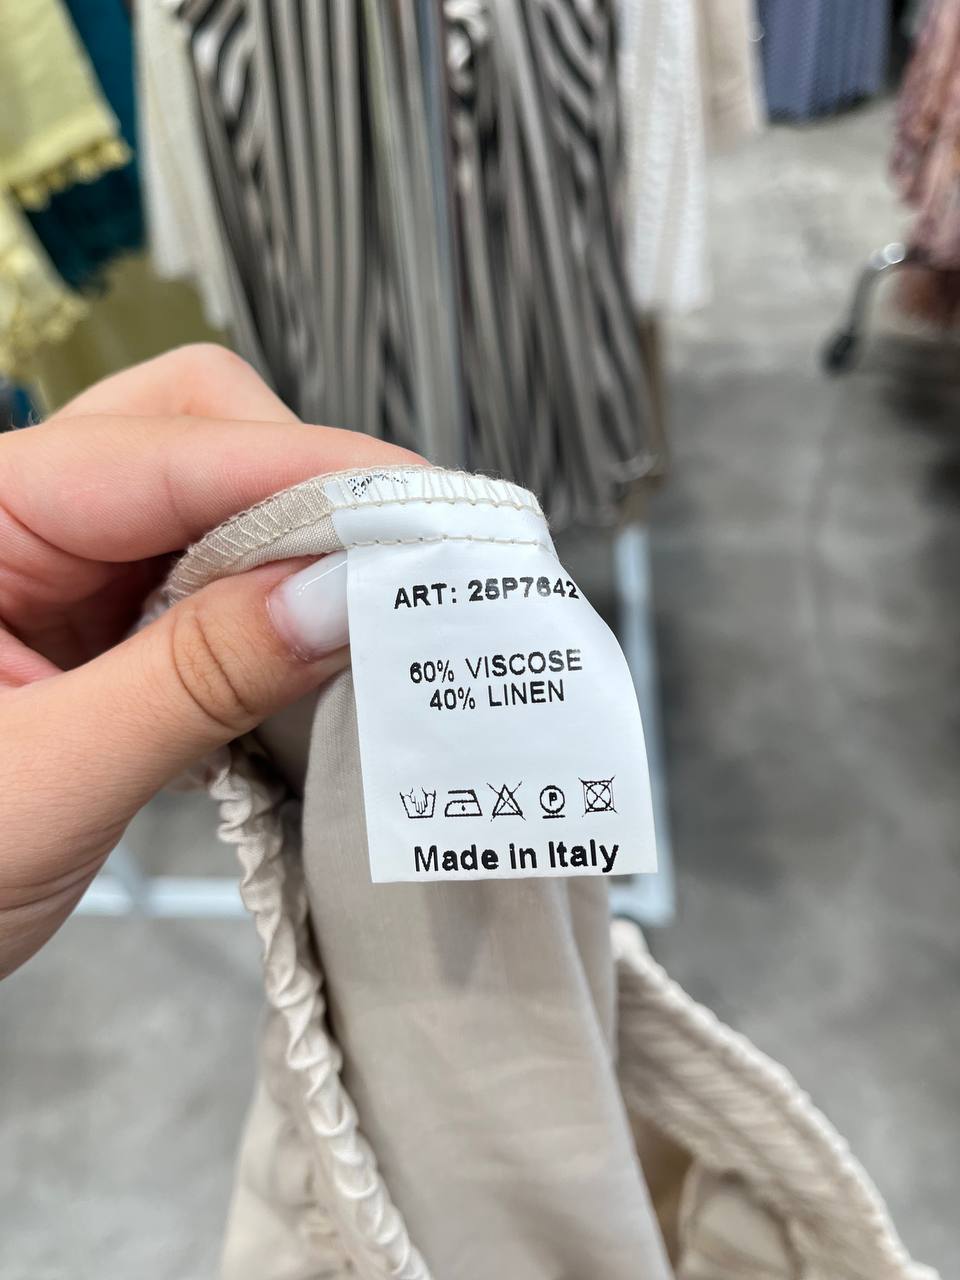 ART: 25P7642
60% VISCOSE
40% LINEN
P
Made in Italy